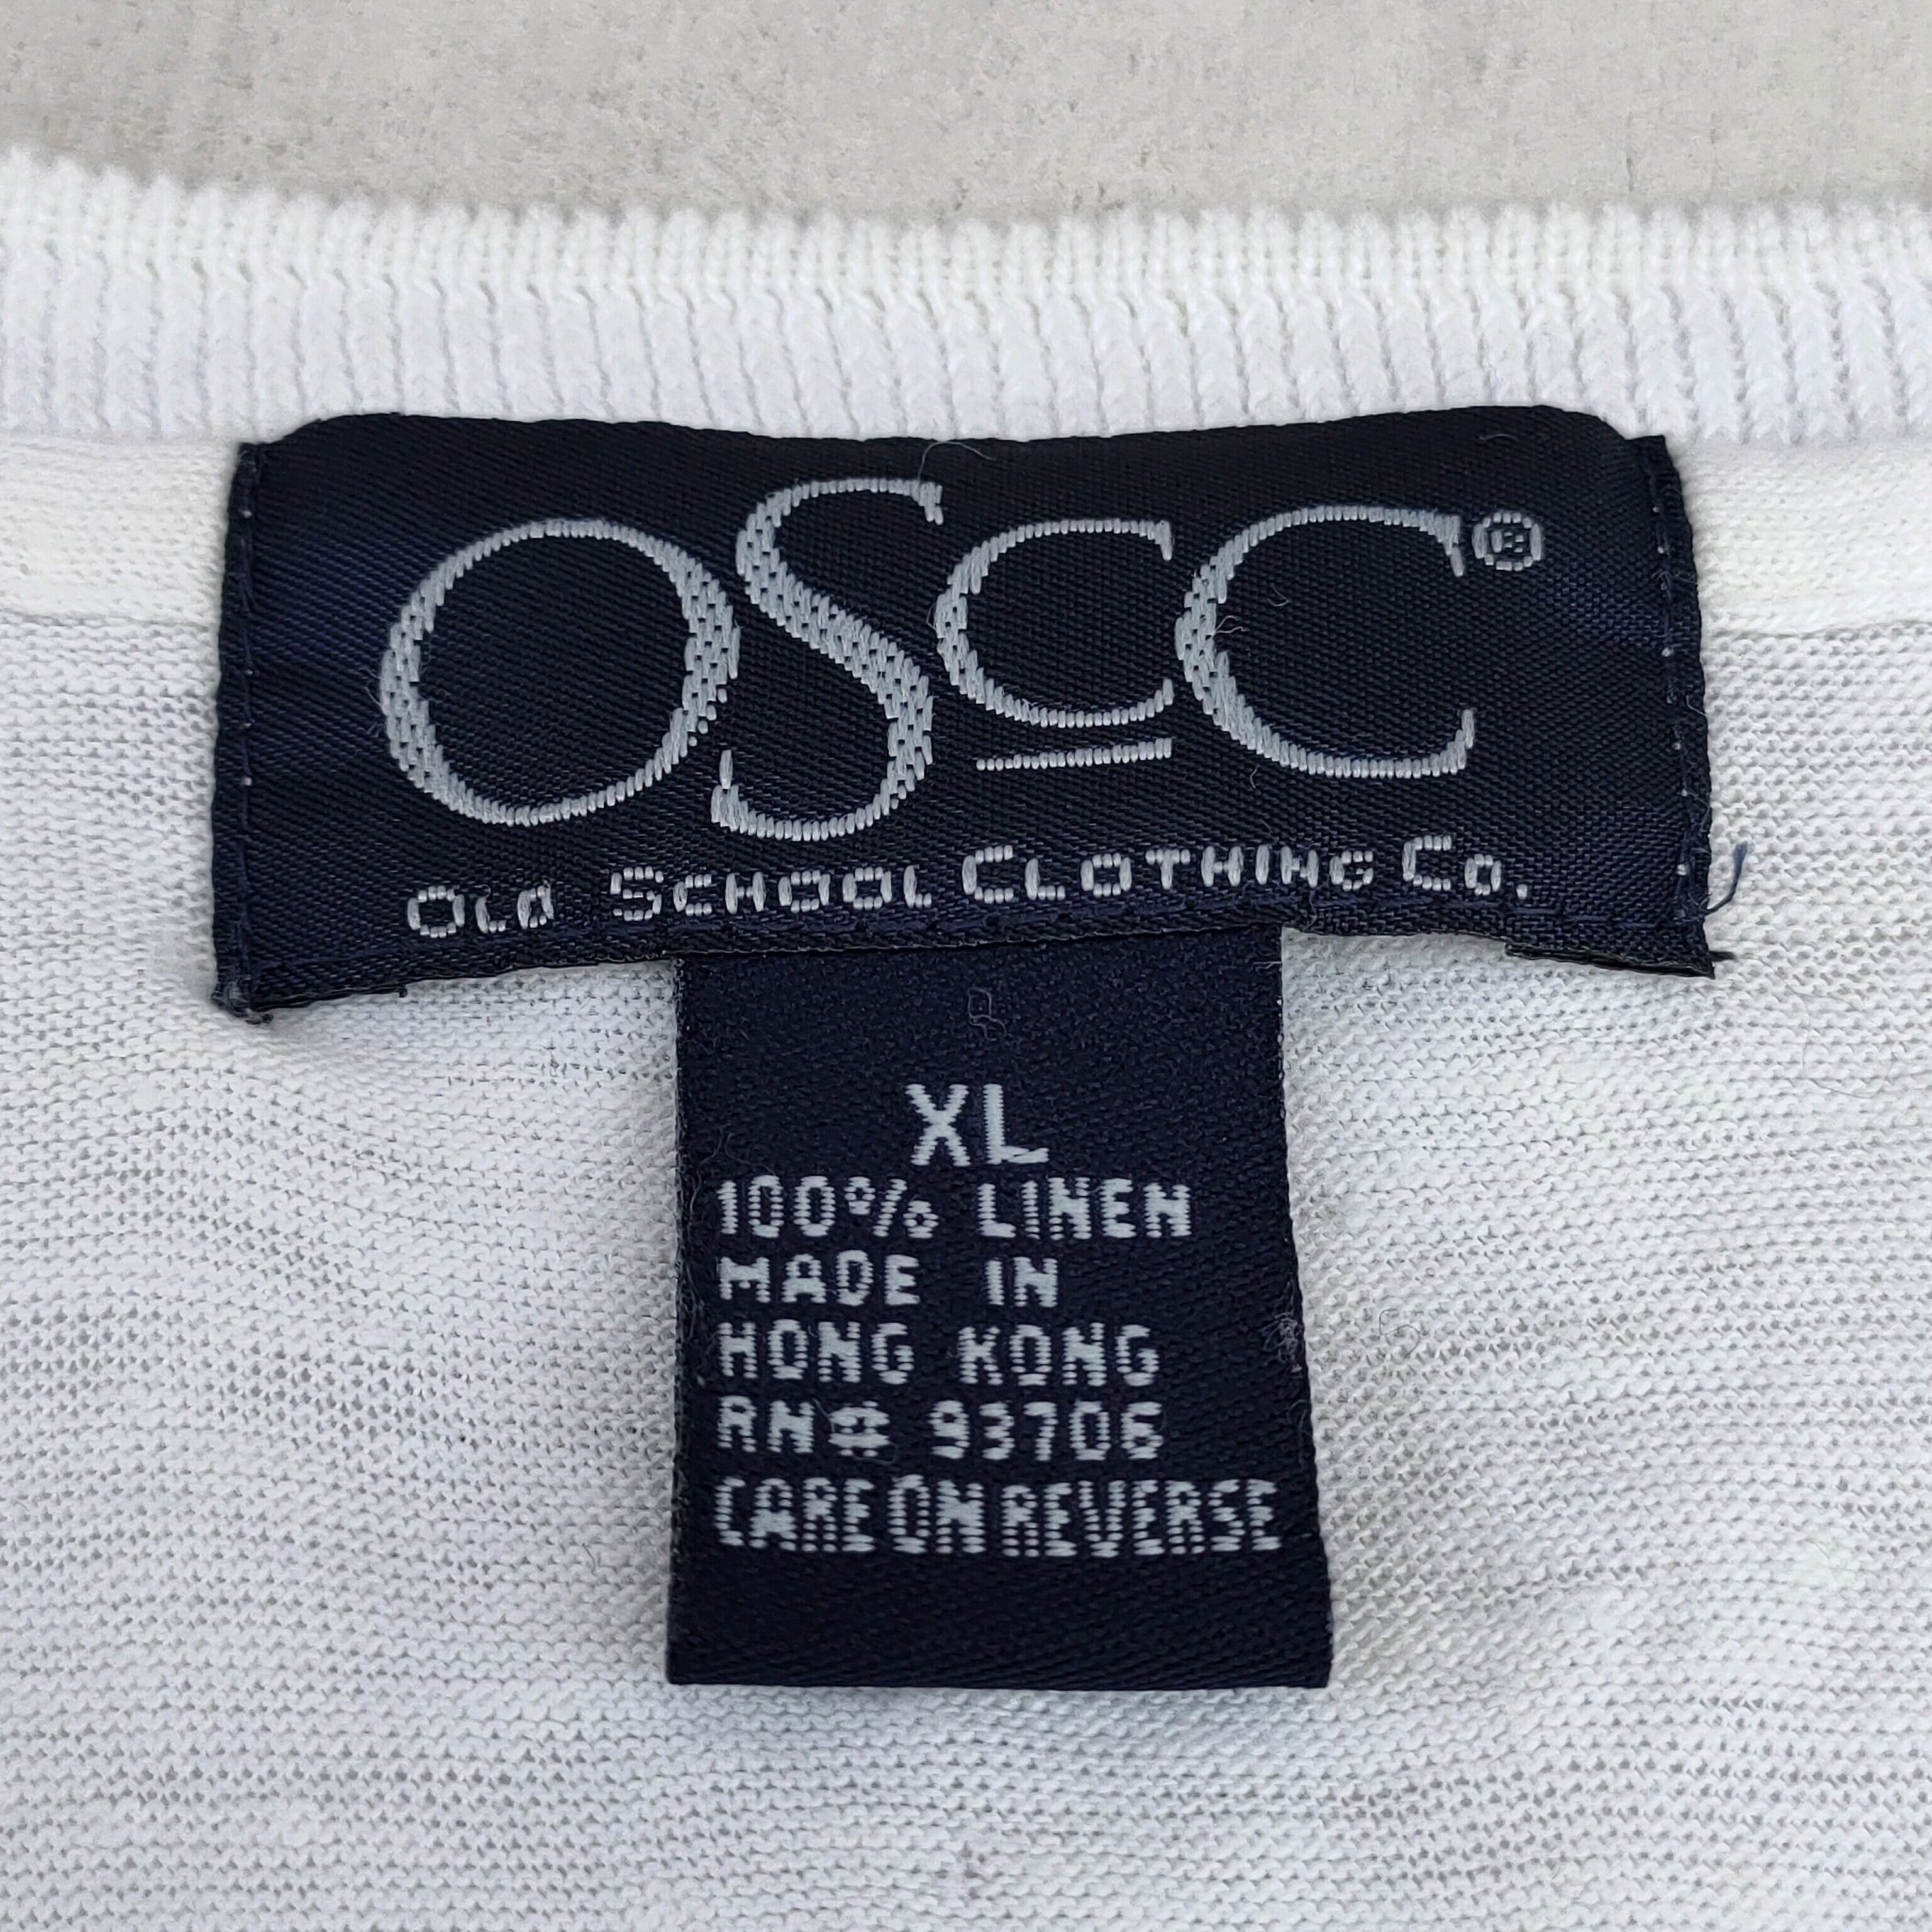 OScC®
Old School Clothing Co.
XL
100% LINEN
MADE IN
HONG KONG
RN# 93706
CARE ON REVERSE